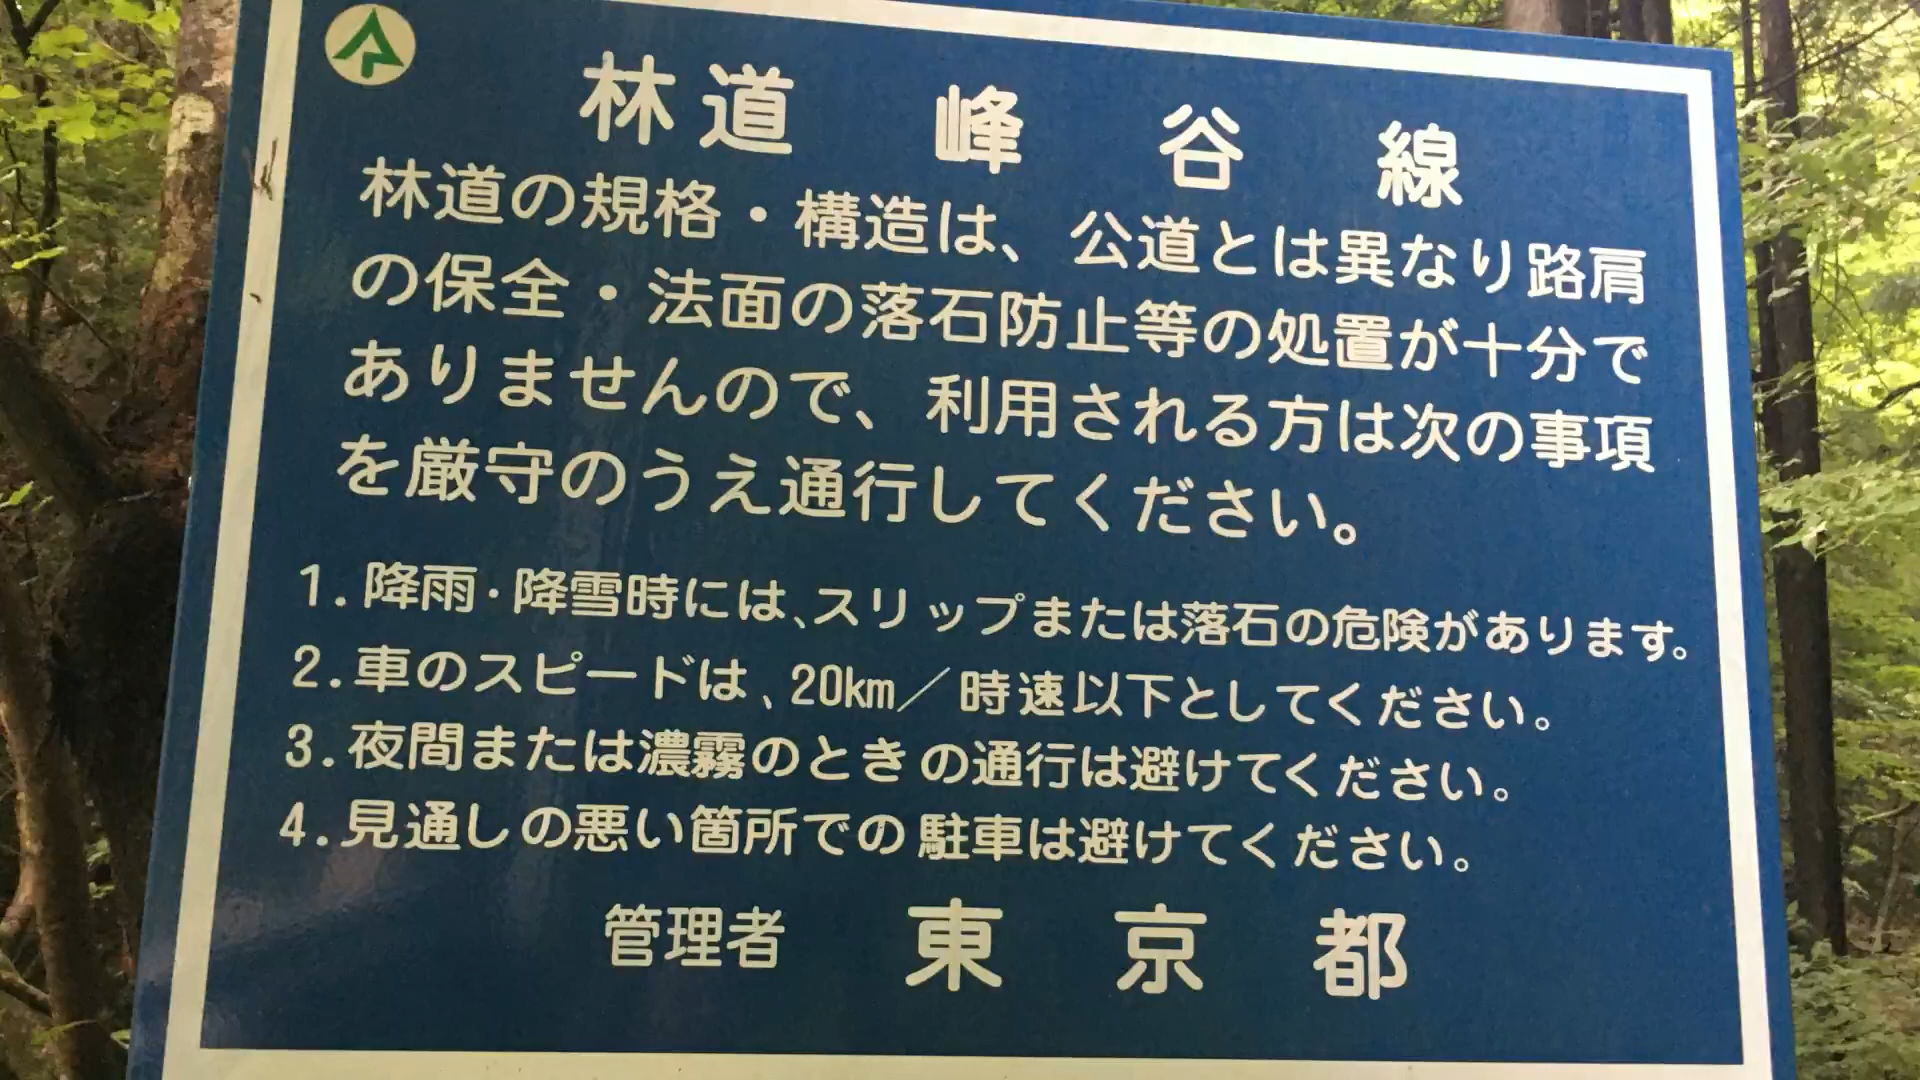 林道 峰谷線
林道の規格・構造は、公道とは異なり路肩
の保全・法面の落石防止等の処置が十分で
ありませんので、利用される方は次の事項
を厳守のうえ通行してください。
1. 降雨・降雪時には、スリップまたは落石の危険があります。
2. 車のスピードは、20km／時速以下としてください。
3. 夜間または濃霧のときの通行は避けてください。
4. 見通しの悪い箇所での駐車は避けてください。
管理者 東京都